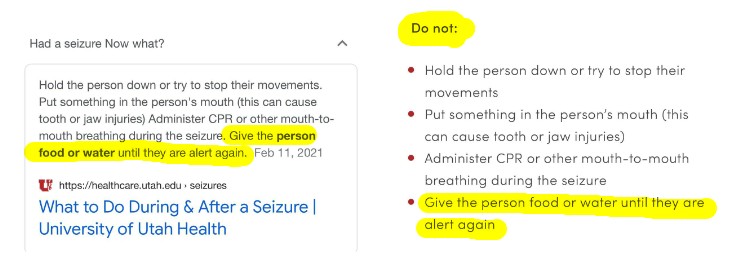 Had a seizure Now what?
Hold the person down or try to stop their movements.
Put something in the person's mouth (this can cause
tooth or jaw injuries) Administer CPR or other mouth-to-
mouth breathing during the seizure. Give the person
food or water until they are alert again. Feb 11, 2021
https://healthcare.utah.edu › seizures
What to Do During & After a Seizure |
University of Utah Health
Do not:
• Hold the person down or try to stop their
movements
• Put something in the person's mouth (this
can cause tooth or jaw injuries)
• Administer CPR or other mouth-to-mouth
breathing during the seizure
• Give the person food or water until they are
alert again